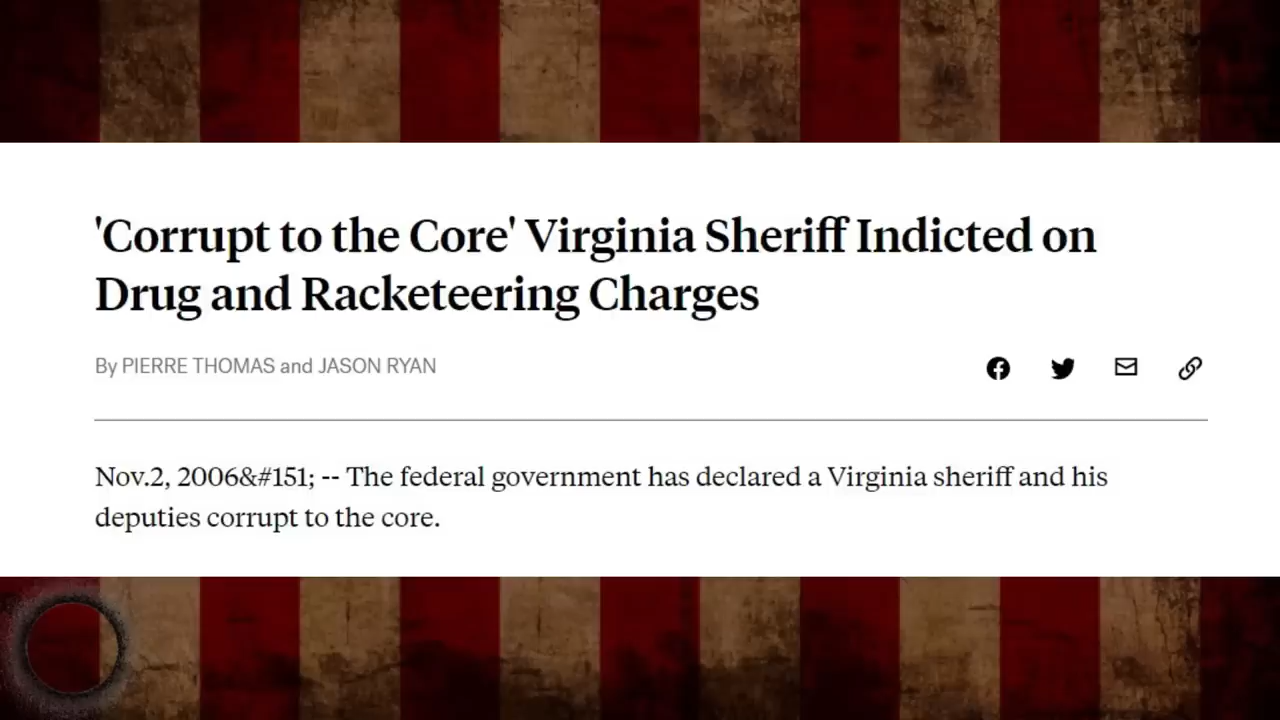 'Corrupt to the Core' Virginia Sheriff Indicted on
Drug and Racketeering Charges
By PIERRE THOMAS and JASON RYAN
Nov.2, 2006&#151; -- The federal government has declared a Virginia sheriff and his
deputies corrupt to the core.